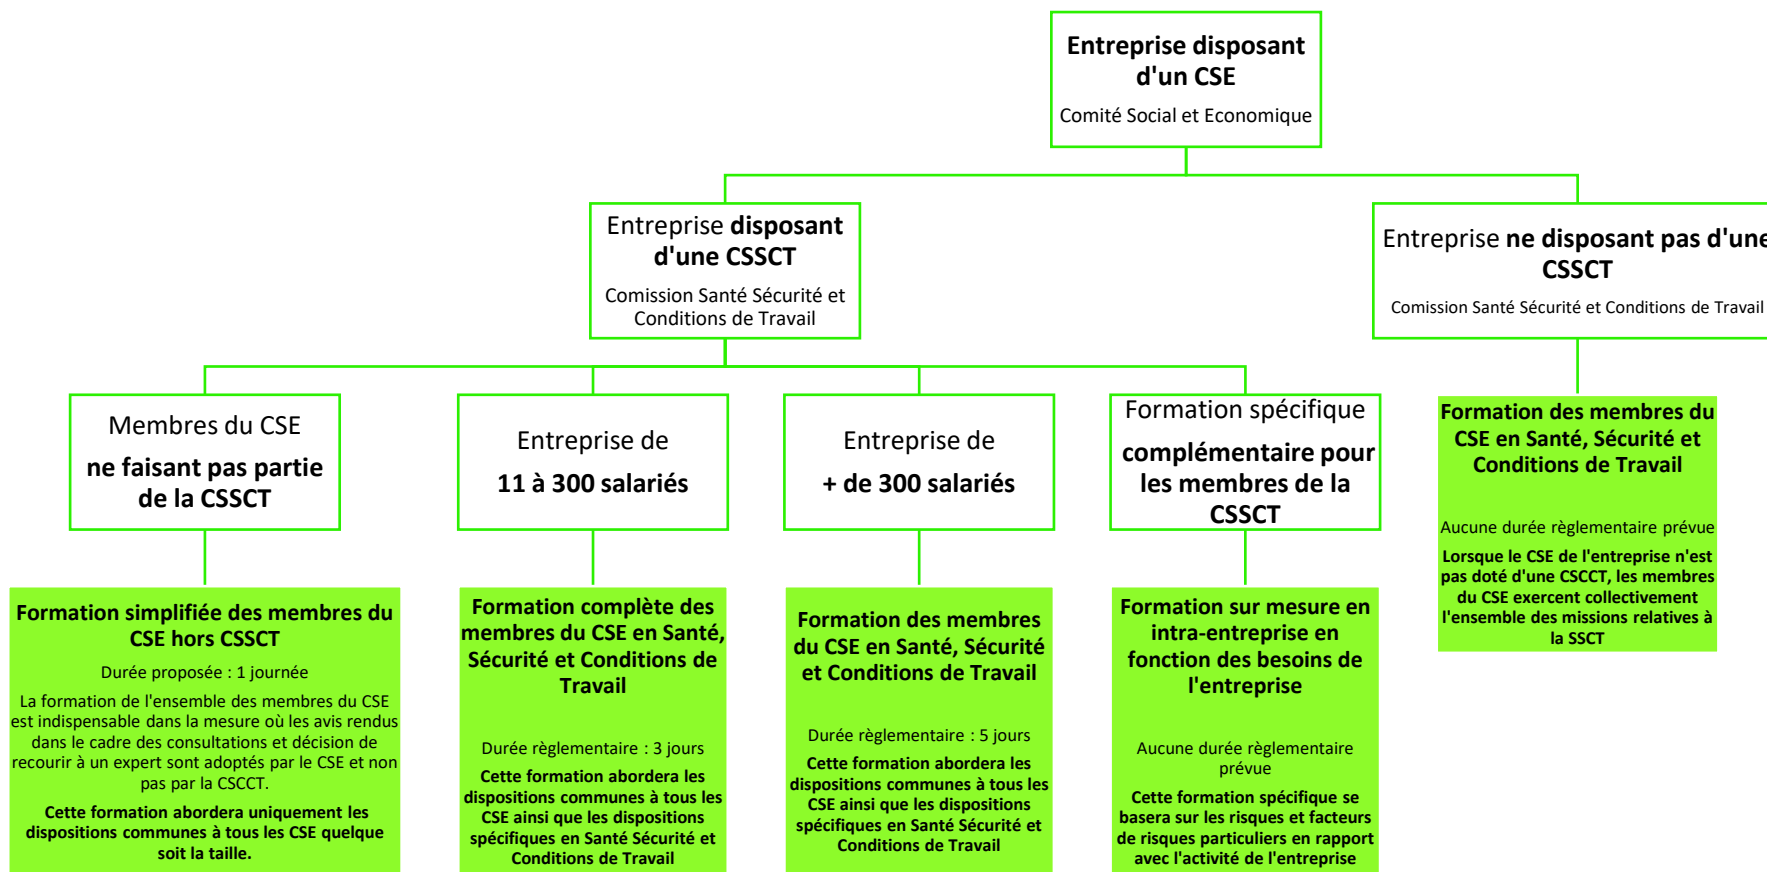 Entreprise disposant
d'un CSE
Comité Social et Economique
Entreprise disposant
d'une CSSCT
Comission Santé Sécurité et
Conditions de Travail
Entreprise ne disposant pas d'une
CSSCT
Comission Santé Sécurité et Conditions de Travail
Membres du CSE
ne faisant pas partie
de la CSSCT
Entreprise de
11 à 300 salariés
Entreprise de
+ de 300 salariés
Formation spécifique
complémentaire pour
les membres de la
CSSCT
Formation simplifiée des membres du
CSE hors CSSCT
Durée proposée : 1 journée
La formation de l'ensemble des membres du CSE
est indispensable dans la mesure où les avis rendus
dans le cadre des consultations et décision de
recourir à un expert sont adoptés par le CSE et non
pas par la CSCCT.
Cette formation abordera uniquement les
dispositions communes à tous les CSE quelque
soit la taille.
Formation complète des
membres du CSE en Santé,
Sécurité et Conditions de
Travail
Durée règlementaire : 3 jours
Cette formation abordera les
dispositions communes à tous les
CSE ainsi que les dispositions
spécifiques en Santé Sécurité et
Conditions de Travail
Formation des membres
du CSE en Santé, Sécurité
et Conditions de Travail
Durée règlementaire : 5 jours
Cette formation abordera les
dispositions communes à tous les
CSE ainsi que les dispositions
spécifiques en Santé Sécurité et
Conditions de Travail
Formation sur mesure en
intra-entreprise en
fonction des besoins de
l'entreprise
Aucune durée règlementaire
prévue
Cette formation spécifique se
basera sur les risques et facteurs
de risques particuliers en rapport
avec l'activité de l'entreprise
Formation des membres du
CSE en Santé, Sécurité et
Conditions de Travail
Aucune durée règlementaire prévue
Lorsque le CSE de l'entreprise n'est
pas doté d'une CSCCT, les membres
du CSE exercent collectivement
l'ensemble des missions relatives à
la SSCT